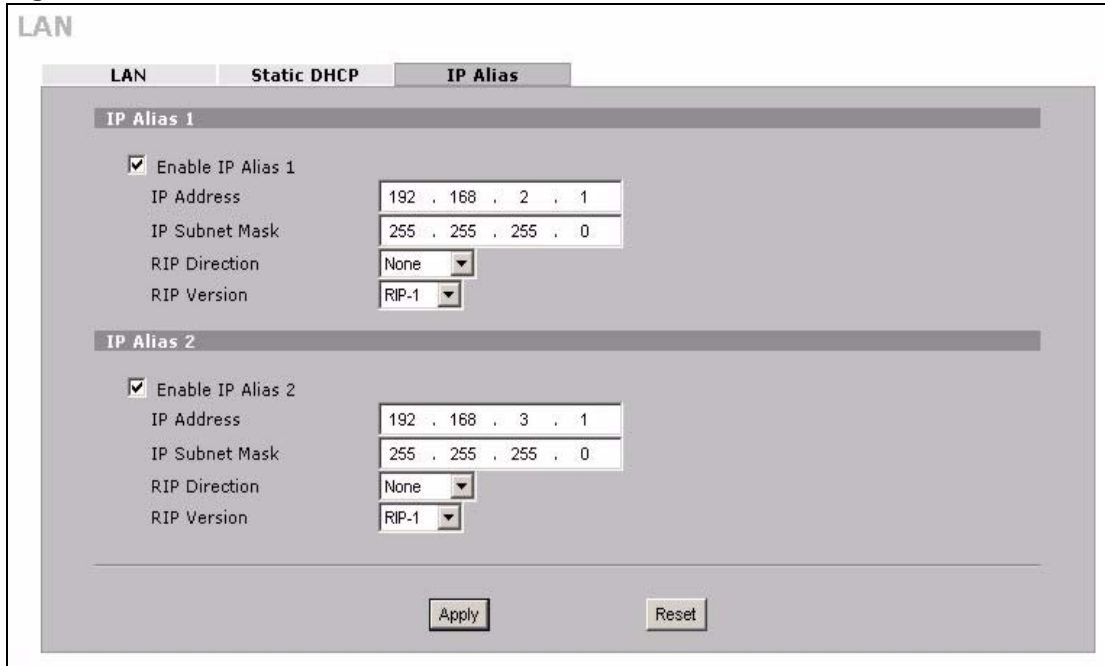 LAN
LAN Static DHCP IP Alias
IP Alias 1
Enable IP Alias 1
IP Address 192 . 168 . 2 . 1
IP Subnet Mask 255 . 255 . 255 . 0
RIP Direction None
RIP Version RIP-1
IP Alias 2
Enable IP Alias 2
IP Address 192 . 168 . 3 . 1
IP Subnet Mask 255 . 255 . 255 . 0
RIP Direction None
RIP Version RIP-1
Apply Reset